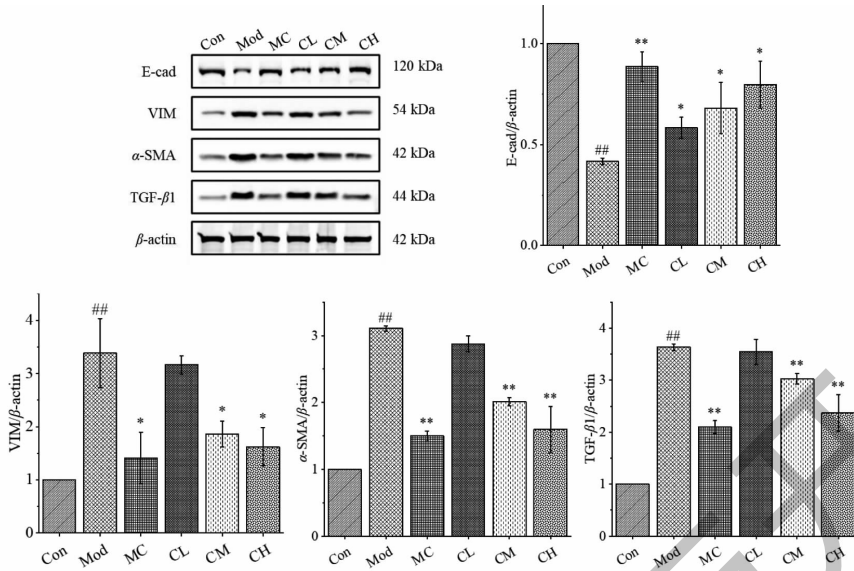 Con Mod MC CL CM CH
E-cad 120 kDa
VIM 54 kDa
α-SMA 42 kDa
TGF-β1 44 kDa
β-actin 42 kDa
E-cad/β-actin
1.0
0.5
0.0
##
**
*
*
*
Con Mod MC CL CM CH
VIM/β-actin
4
3
2
1
0
##
*
*
*
Con Mod MC CL CM CH
α-SMA/β-actin
3
2
1
0
##
**
**
**
Con Mod MC CL CM CH
TGF-β1/β-actin
4
3
2
1
0
##
**
**
**
Con Mod MC CL CM CH